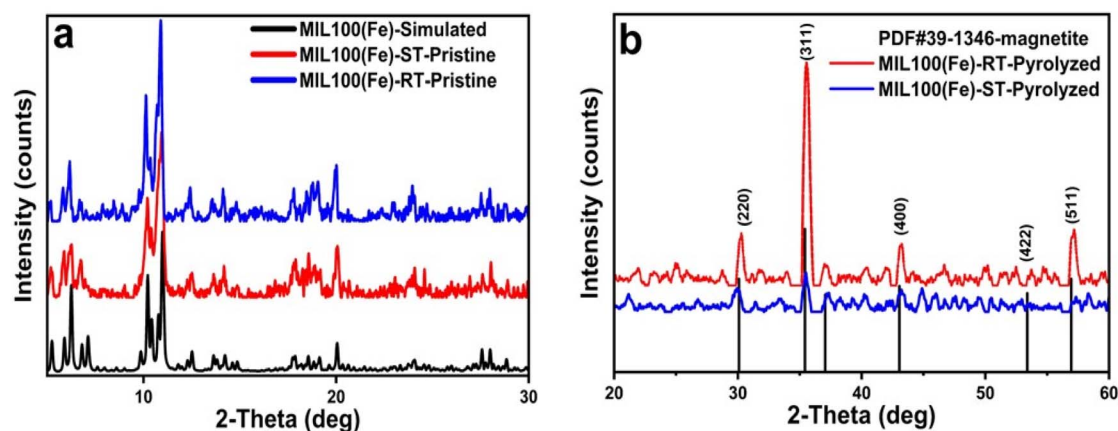 a
MIL100(Fe)-Simulated
MIL100(Fe)-ST-Pristine
MIL100(Fe)-RT-Pristine
Intensity (counts)
10
20
30
2-Theta (deg)
b
PDF#39-1346-magnetite
MIL100(Fe)-RT-Pyrolyzed
MIL100(Fe)-ST-Pyrolyzed
(220)
(311)
(400)
(422)
(511)
Intensity (counts)
20
30
40
50
60
2-Theta (deg)